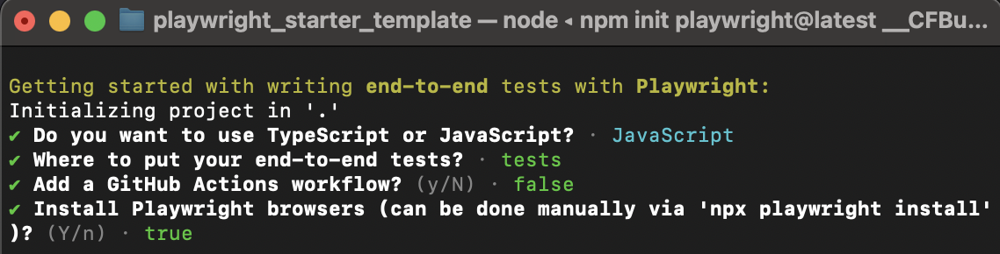 playwright_starter_template — node ◂ npm init playwright@latest __CFBu...
Getting started with writing end-to-end tests with Playwright:
Initializing project in '.'
✔ Do you want to use TypeScript or JavaScript? · JavaScript
✔ Where to put your end-to-end tests? · tests
✔ Add a GitHub Actions workflow? (y/N) · false
✔ Install Playwright browsers (can be done manually via 'npx playwright install'
)? (Y/n) · true